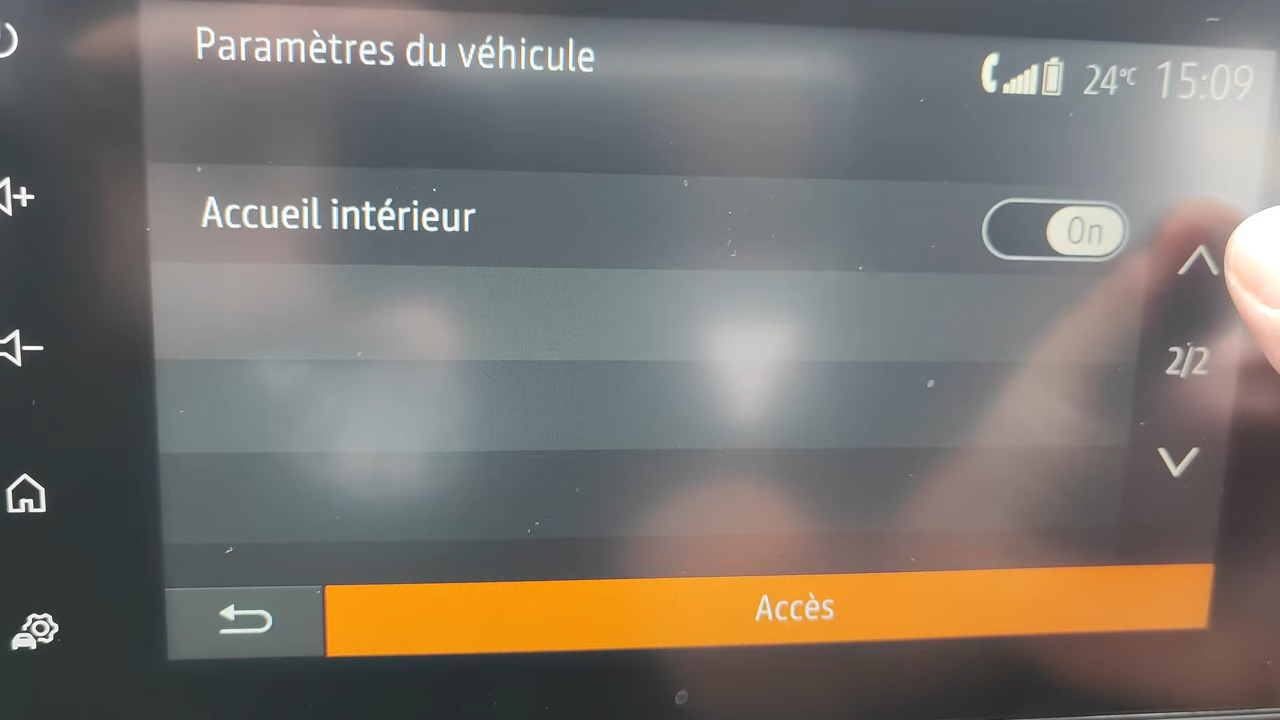 Paramètres du véhicule
24°C 15:09
Accueil intérieur
On
2/2
Accès